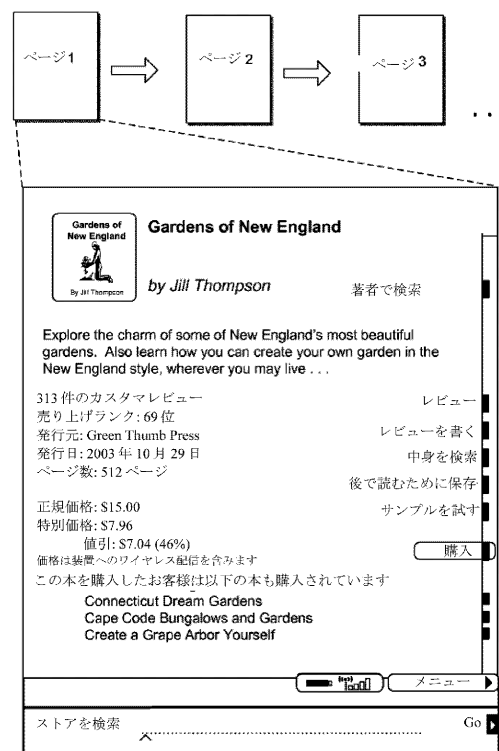 ページ1
ページ 2
ページ 3
. .
Gardens of
New England
By Jill Thompson
Gardens of New England
by Jill Thompson
著者で検索
Explore the charm of some of New England's most beautiful
gardens. Also learn how you can create your own garden in the
New England style, wherever you may live . . .
313 件のカスタマレビュー
レビュー
売り上げランク: 69 位
発行元: Green Thumb Press
レビューを書く
発行日: 2003 年 10 月 29 日
中身を検索
ページ数: 512 ページ
後で読むために保存
正規価格: $15.00
サンプルを試す
特別価格: $7.96
値引: $7.04 (46%)
購入
価格は装置へのワイヤレス配信を含みます
この本を購入したお客様は以下の本も購入されています
Connecticut Dream Gardens
Cape Code Bungalows and Gardens
Create a Grape Arbor Yourself
メニュー
ストアを検索
Go